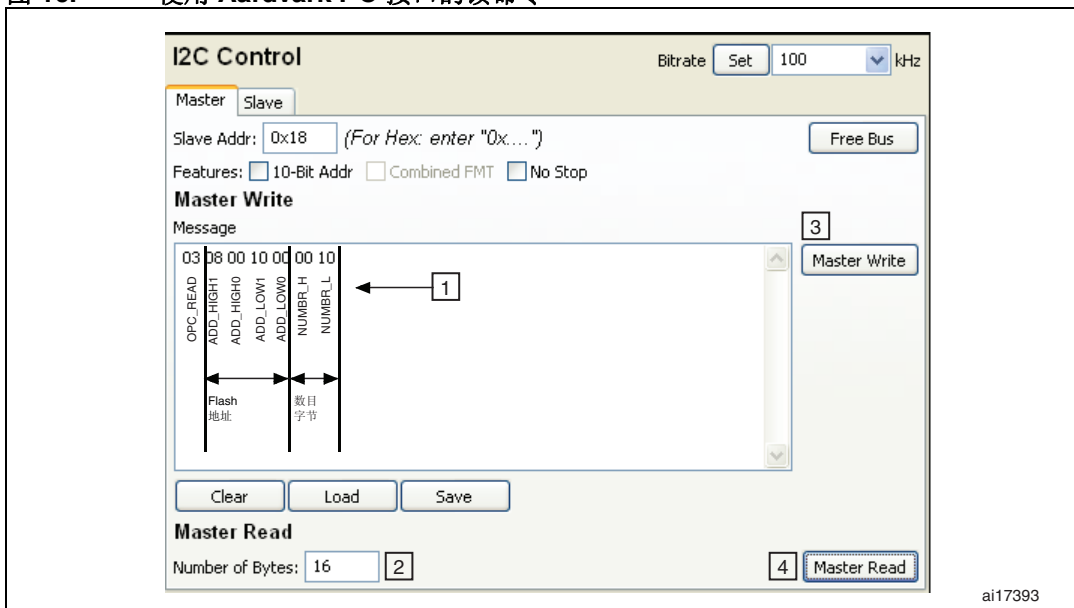 I2C Control
Bitrate Set 100 kHz
Master Slave
Slave Addr: 0x18 (For Hex: enter "0x....")
Free Bus
Features: 10-Bit Addr Combined FMT No Stop
Master Write
Message
3
03 08 00 10 00 00 10
Master Write
1
OPC_READ
ADD_HIGH1
ADD_HIGH0
ADD_LOW1
ADD_LOW0
NUMBR_H
NUMBR_L
Flash
地址
数目
字节
Clear Load Save
Master Read
Number of Bytes: 16 2
4 Master Read
ai17393